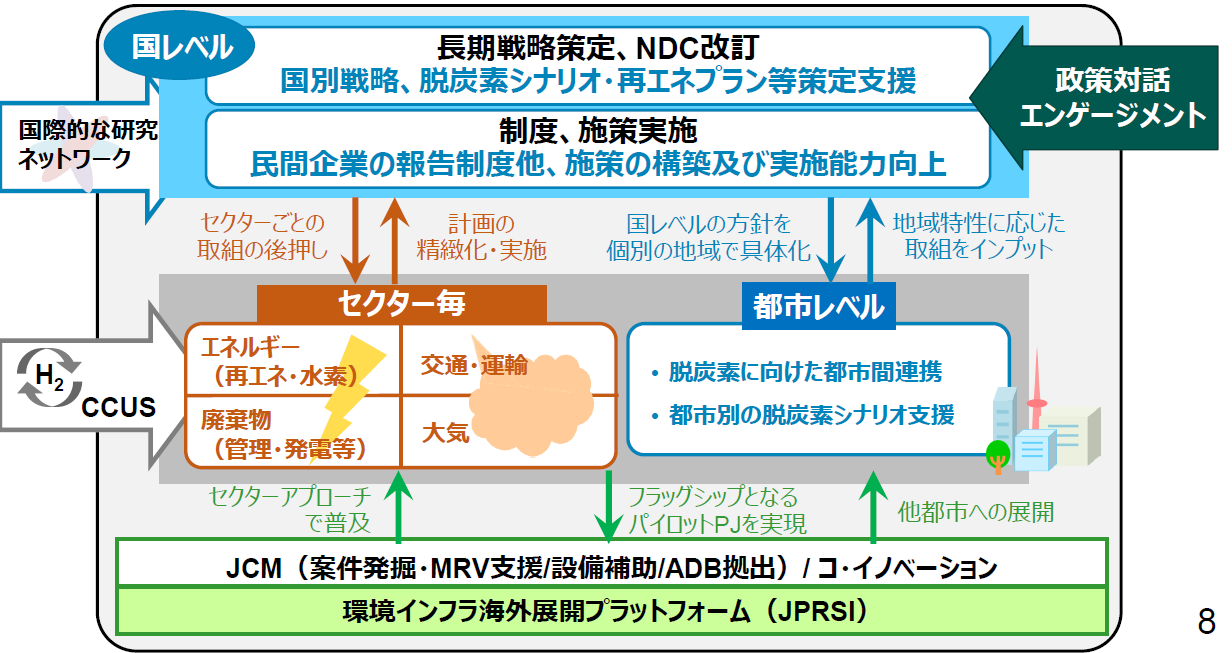 国レベル
長期戦略策定、NDC改訂
国別戦略、脱炭素シナリオ・再エネプラン等策定支援
制度、施策実施
民間企業の報告制度他、施策の構築及び実施能力向上
政策対話
エンゲージメント
国際的な研究
ネットワーク
セクターごとの
取組の後押し
計画の
精緻化・実施
国レベルの方針を
個別の地域で具体化
地域特性に応じた
取組をインプット
セクター毎
エネルギー
（再エネ・水素）
交通・運輸
廃棄物
（管理・発電等）
大気
都市レベル
• 脱炭素に向けた都市間連携
• 都市別の脱炭素シナリオ支援
H2
CCUS
セクターアプローチ
で普及
フラッグシップとなる
パイロットPJを実現
他都市への展開
JCM（案件発掘・MRV支援/設備補助/ADB拠出）/ コ・イノベーション
環境インフラ海外展開プラットフォーム（JPRSI）
8